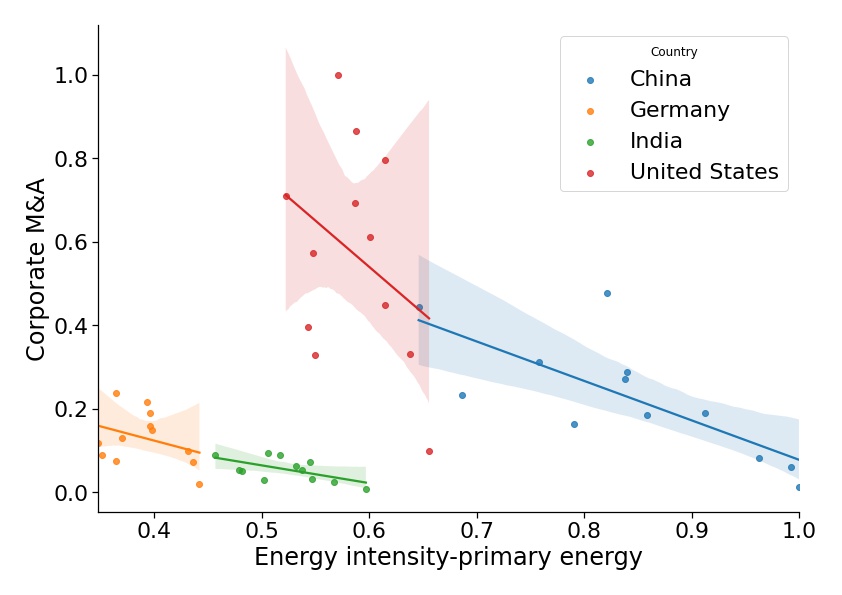 Country
China
Germany
India
United States
Corporate M&A
1.0
0.8
0.6
0.4
0.2
0.0
0.4 0.5 0.6 0.7 0.8 0.9 1.0
Energy intensity-primary energy